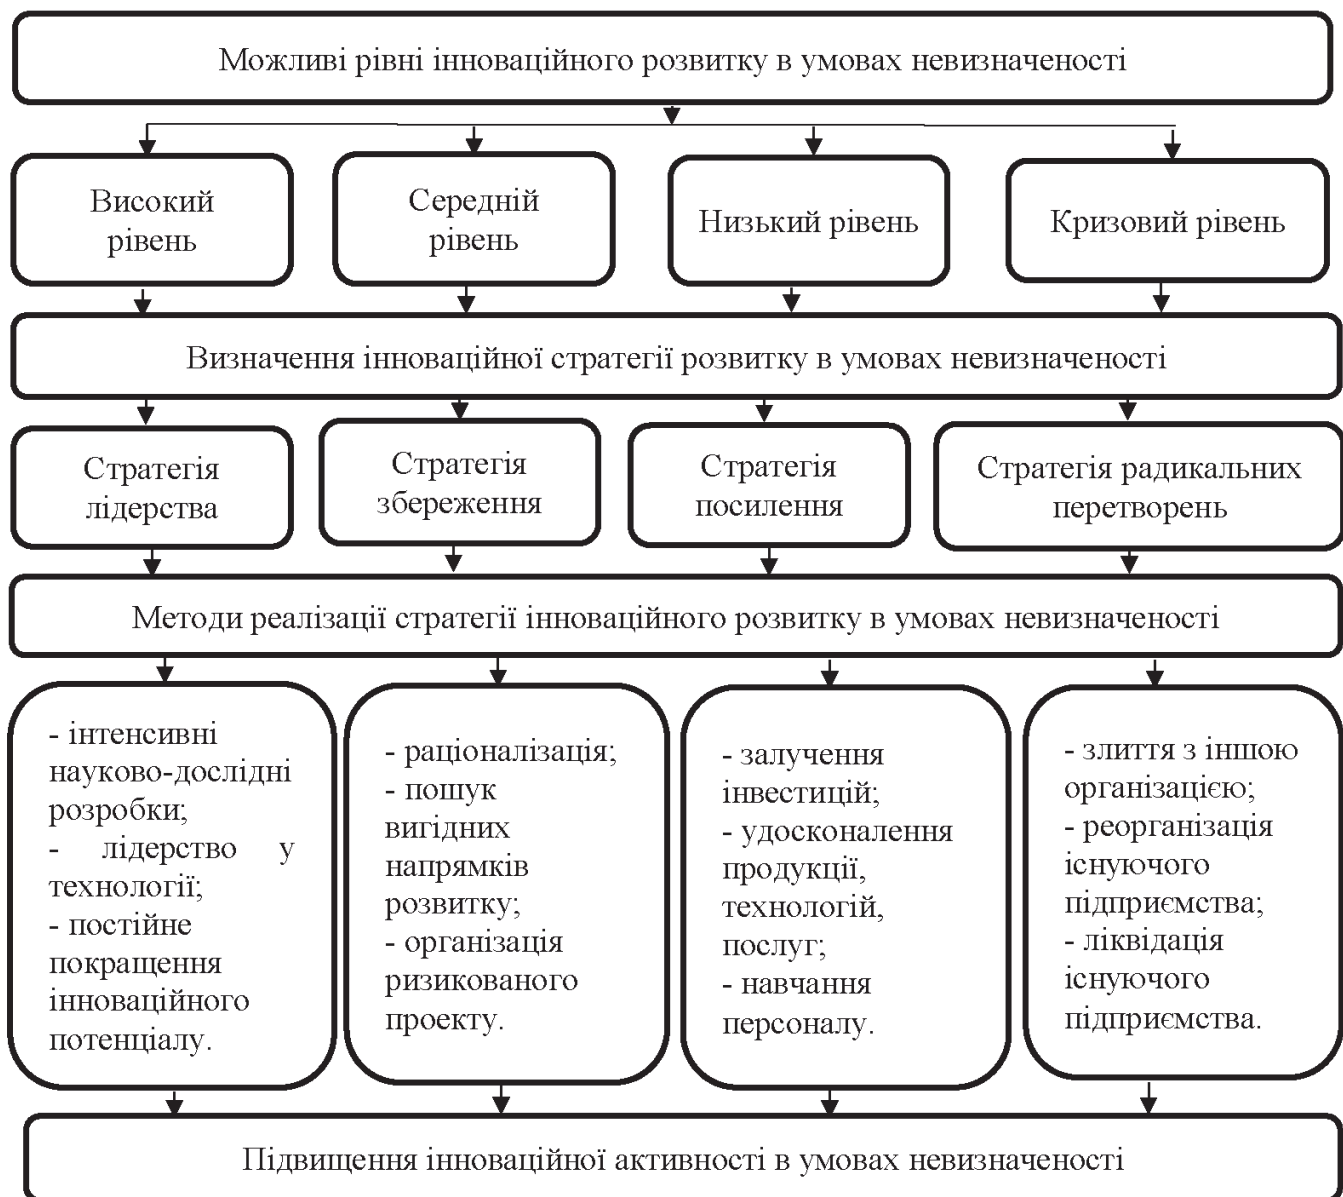 Можливі рівні інноваційного розвитку в умовах невизначеності
Високий
рівень
Середній
рівень
Низький рівень
Кризовий рівень
Визначення інноваційної стратегії розвитку в умовах невизначеності
Стратегія
лідерства
Стратегія
збереження
Стратегія
посилення
Стратегія радикальних
перетворень
Методи реалізації стратегії інноваційного розвитку в умовах невизначеності
- інтенсивні
науково-дослідні
розробки;
- лідерство у
технології;
- постійне
покращення
інноваційного
потенціалу.
- раціоналізація;
- пошук
вигідних
напрямків
розвитку;
- організація
ризикованого
проекту.
- залучення
інвестицій;
- удосконалення
продукції,
технологій,
послуг;
- навчання
персоналу.
- злиття з іншою
організацією;
- реорганізація
існуючого
підприємства;
- ліквідація
існуючого
підприємства.
Підвищення інноваційної активності в умовах невизначеності